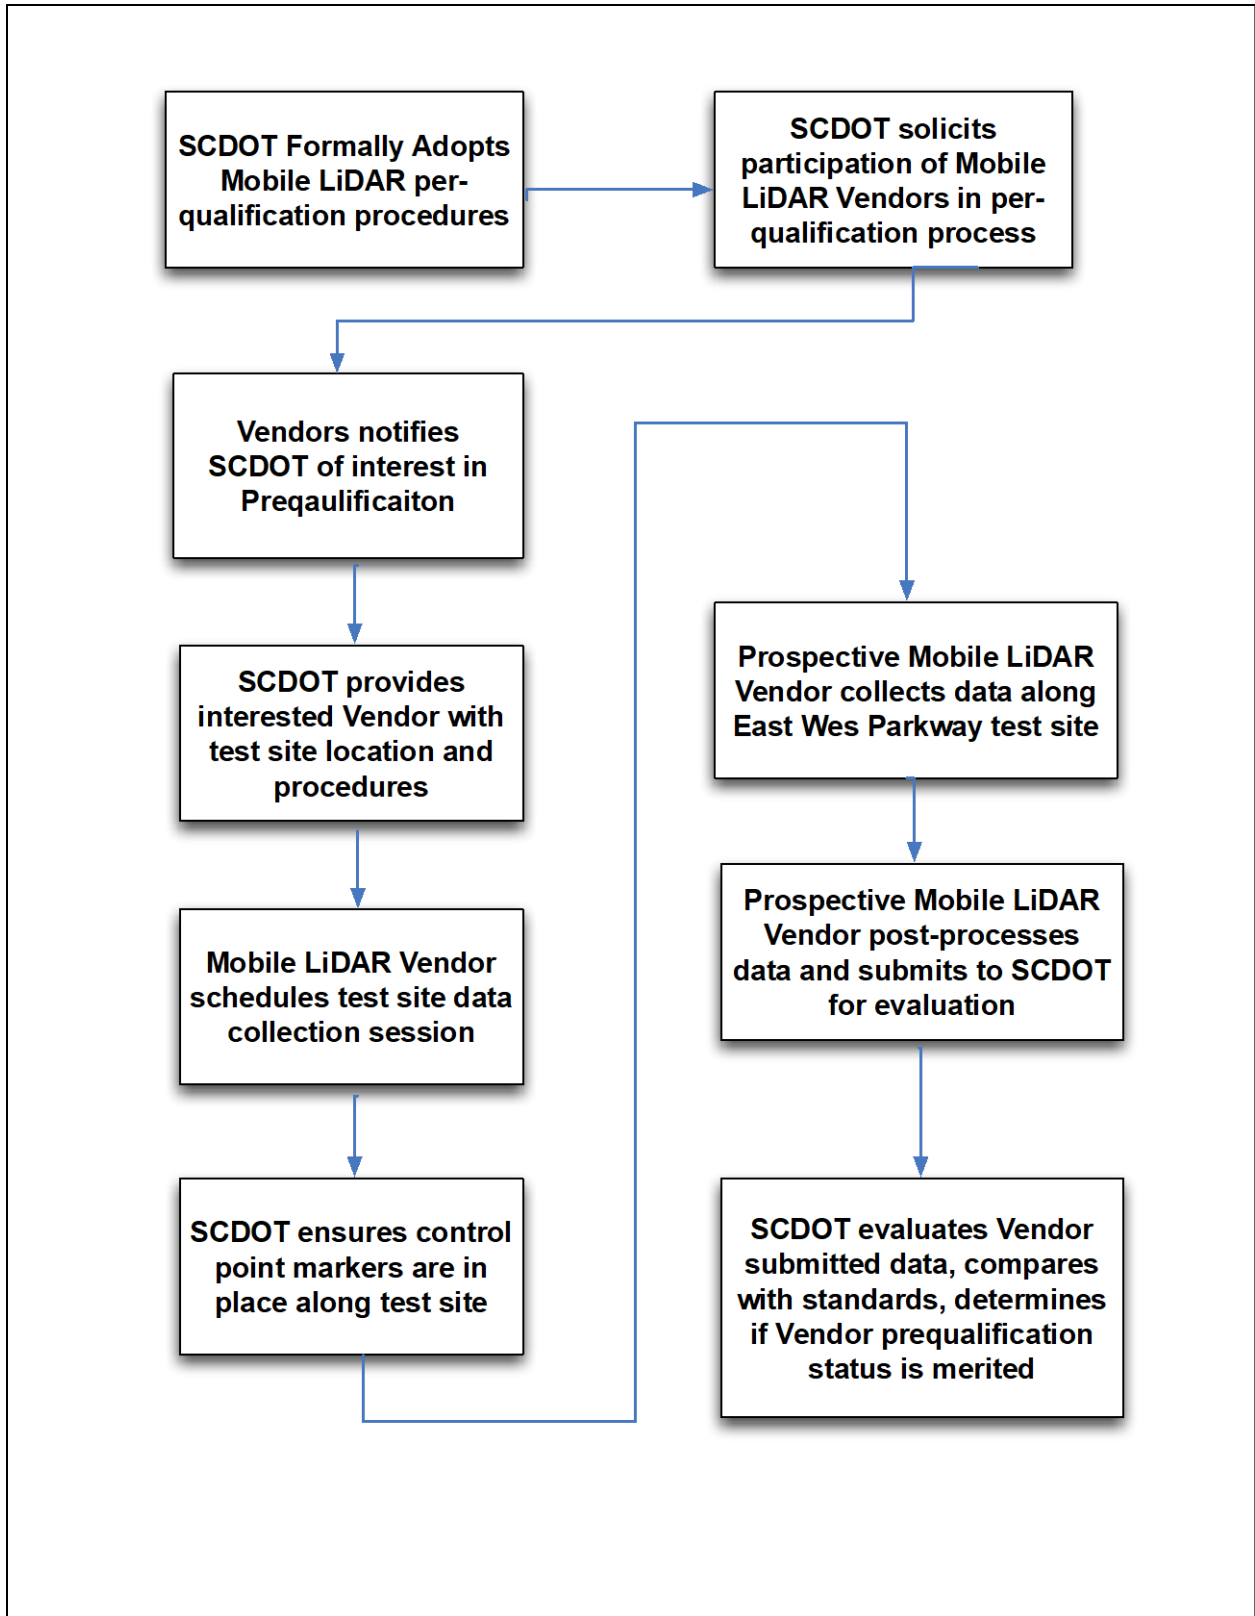 SCDOT Formally Adopts
Mobile LiDAR per-
qualification procedures
SCDOT solicits
participation of Mobile
LiDAR Vendors in per-
qualification process
Vendors notifies
SCDOT of interest in
Preqaulificaiton
SCDOT provides
interested Vendor with
test site location and
procedures
Mobile LiDAR Vendor
schedules test site data
collection session
SCDOT ensures control
point markers are in
place along test site
Prospective Mobile LiDAR
Vendor collects data along
East Wes Parkway test site
Prospective Mobile LiDAR
Vendor post-processes
data and submits to SCDOT
for evaluation
SCDOT evaluates Vendor
submitted data, compares
with standards, determines
if Vendor prequalification
status is merited